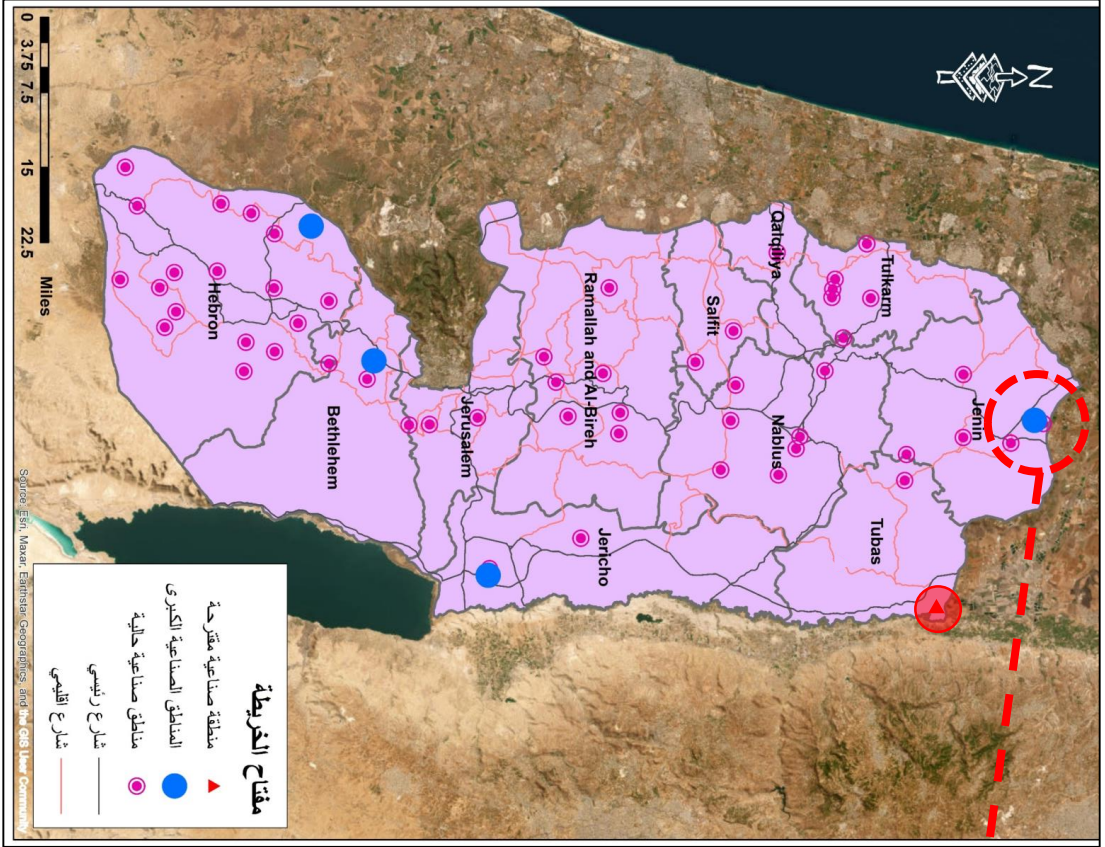 N
Jenin
Tulkarm
Tubas
Nablus
Qalqiliya
Salfit
Ramallah and Al-Bireh
Jericho
Jerusalem
Bethlehem
Hebron
مفتاح الخريطة
منطقة صناعية مقترحة
المناطق الصناعية الكبرى
مناطق صناعية حالية
شارع رئيسي
شارع اقليمي
0 3.75 7.5 15 22.5
Miles
Source: Esri, Maxar, Earthstar Geographics, and the GIS User Community